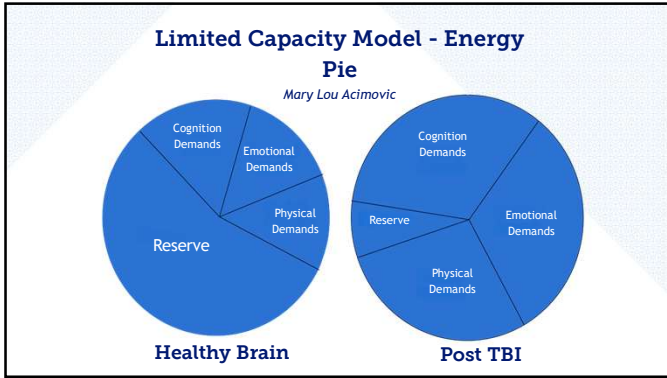 Limited Capacity Model - Energy
Pie
Mary Lou Acimovic
Cognition
Demands
Emotional
Demands
Physical
Demands
Reserve
Healthy Brain
Cognition
Demands
Reserve
Emotional
Demands
Physical
Demands
Post TBI